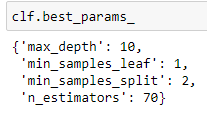 clf.best_params_
{'max_depth': 10,
 'min_samples_leaf': 1,
 'min_samples_split': 2,
 'n_estimators': 70}